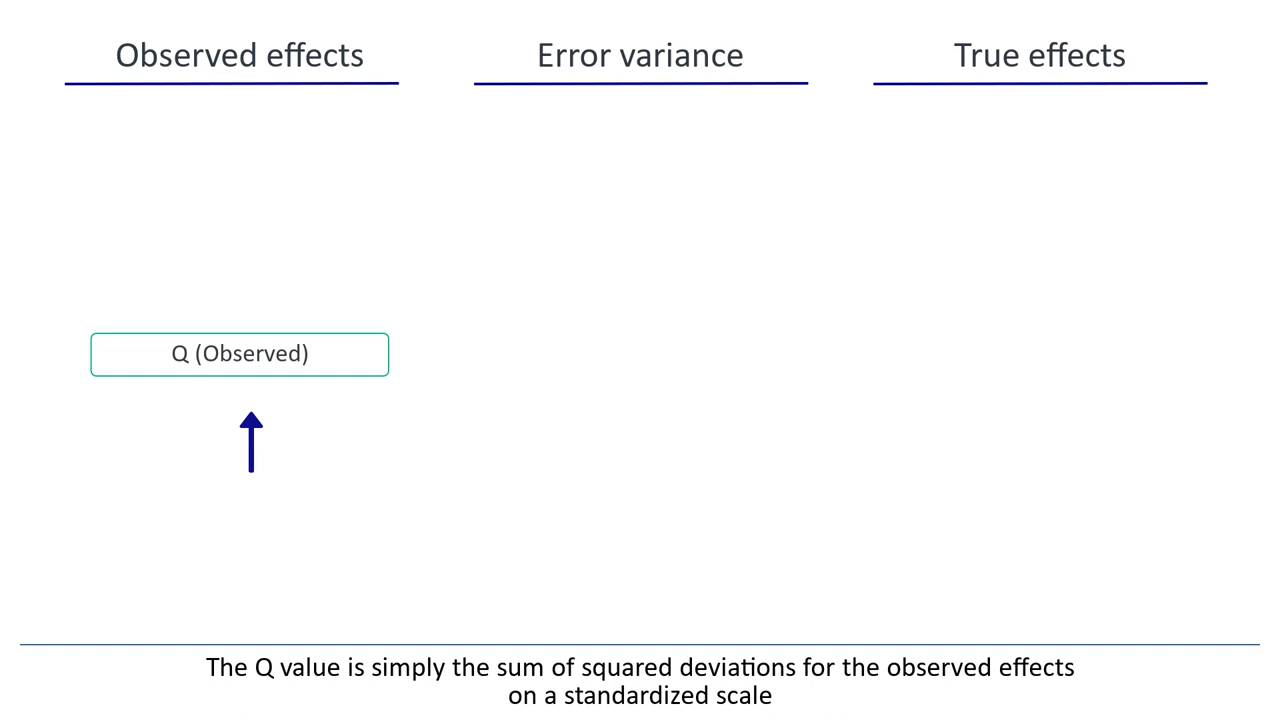 Observed effects
Error variance
True effects
Q (Observed)
The Q value is simply the sum of squared deviations for the observed effects
on a standardized scale